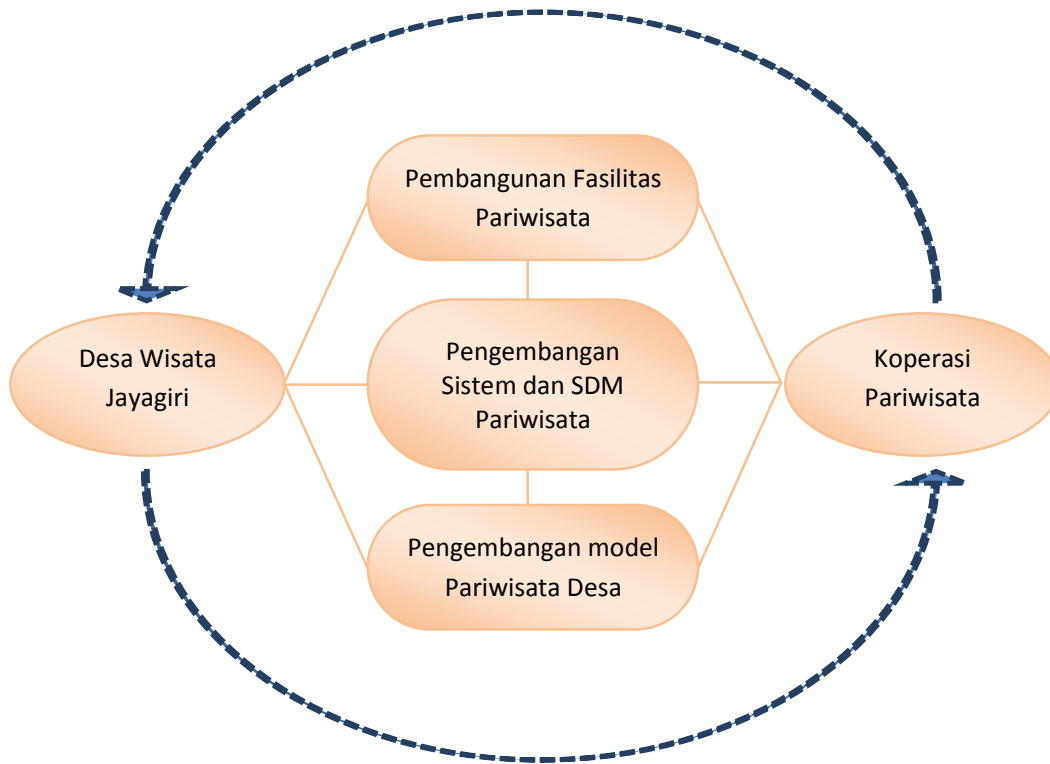 Pembangunan Fasilitas
Pariwisata
Desa Wisata
Jayagiri
Pengembangan
Sistem dan SDM
Pariwisata
Koperasi
Pariwisata
Pengembangan model
Pariwisata Desa